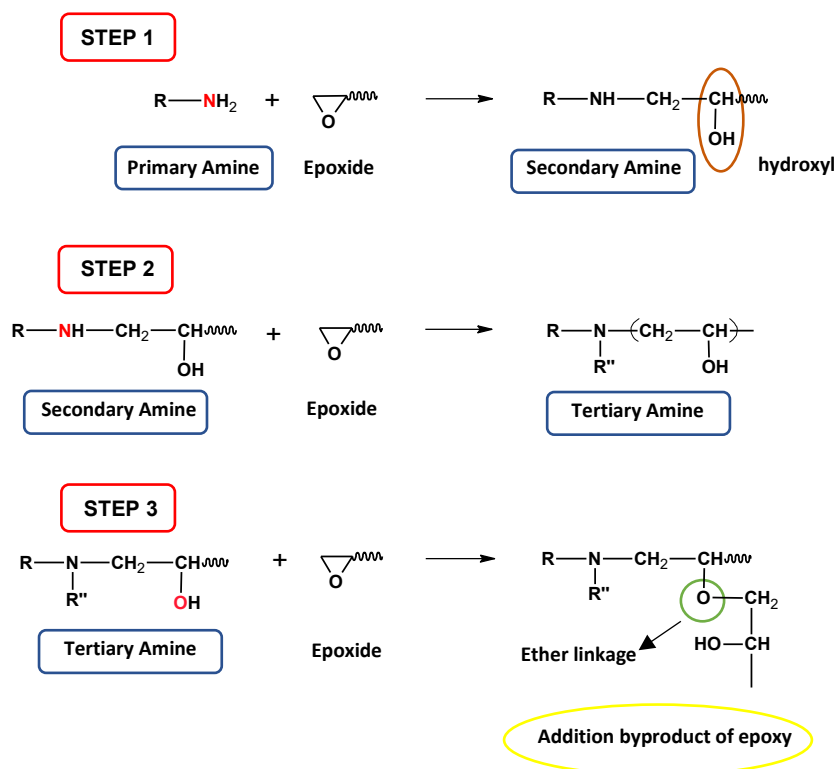 STEP 1
R—NH₂ + O
Primary Amine Epoxide
R—NH—CH₂—CH
OH
Secondary Amine hydroxyl
STEP 2
R—NH—CH₂—CH + O
OH
Secondary Amine Epoxide
R—N—(CH₂—CH)—
R" OH
Tertiary Amine
STEP 3
R—N—CH₂—CH + O
R" OH
Tertiary Amine Epoxide
R—N—CH₂—CH
R" O CH₂
Ether linkage HO—CH
Addition byproduct of epoxy